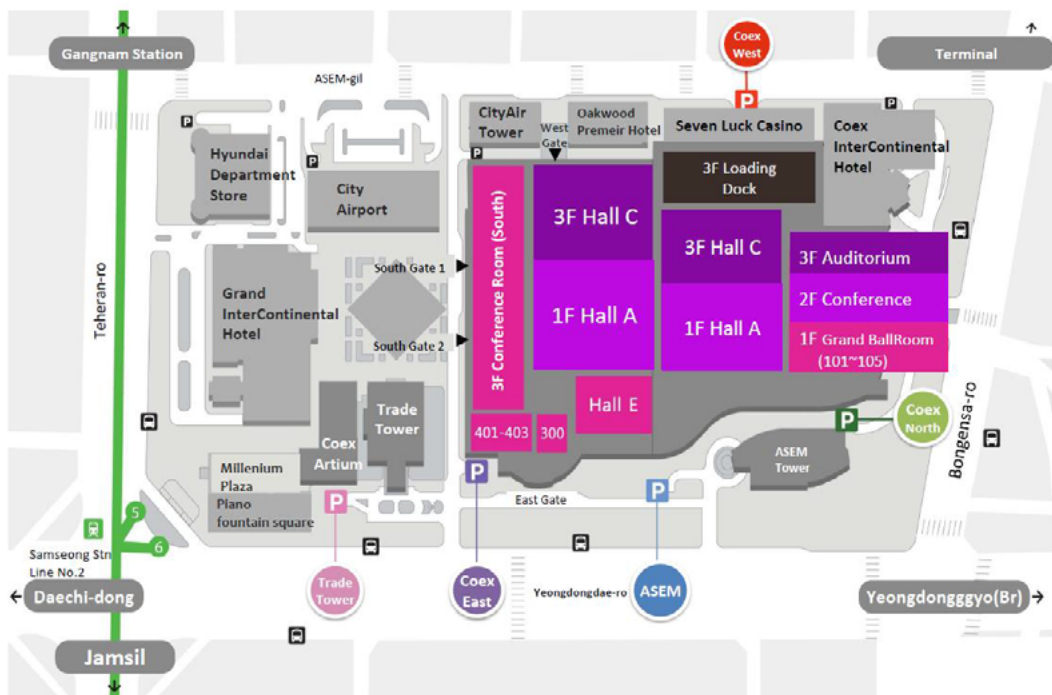 Coex
West
Gangnam Station
Terminal
ASEM-gil
P
CityAir
Tower
West
Gate
Oakwood
Premeir Hotel
Seven Luck Casino
Coex
InterContinental
Hotel
P
P
P
P
P
Hyundai
Department
Store
City
Airport
3F Loading
Dock
3F Conference Room (South)
3F Hall C
3F Hall C
3F Auditorium
2F Conference
1F Grand BallRoom
(101~105)
South Gate 1
South Gate 2
1F Hall A
1F Hall A
Teheran-ro
Grand
InterContinental
Hotel
Trade
Tower
Coex
Artium
Hall E
401-403
300
P
Coex
North
Bongensa-ro
ASEM
Tower
Millenium
Plaza
Piano
fountain square
P
P
P
East Gate
5
6
Samseong Stn
Line No.2
Trade
Tower
Coex
East
Yeongdongdae-ro
ASEM
Daechi-dong
Yeongdongggyo(Br)
Jamsil